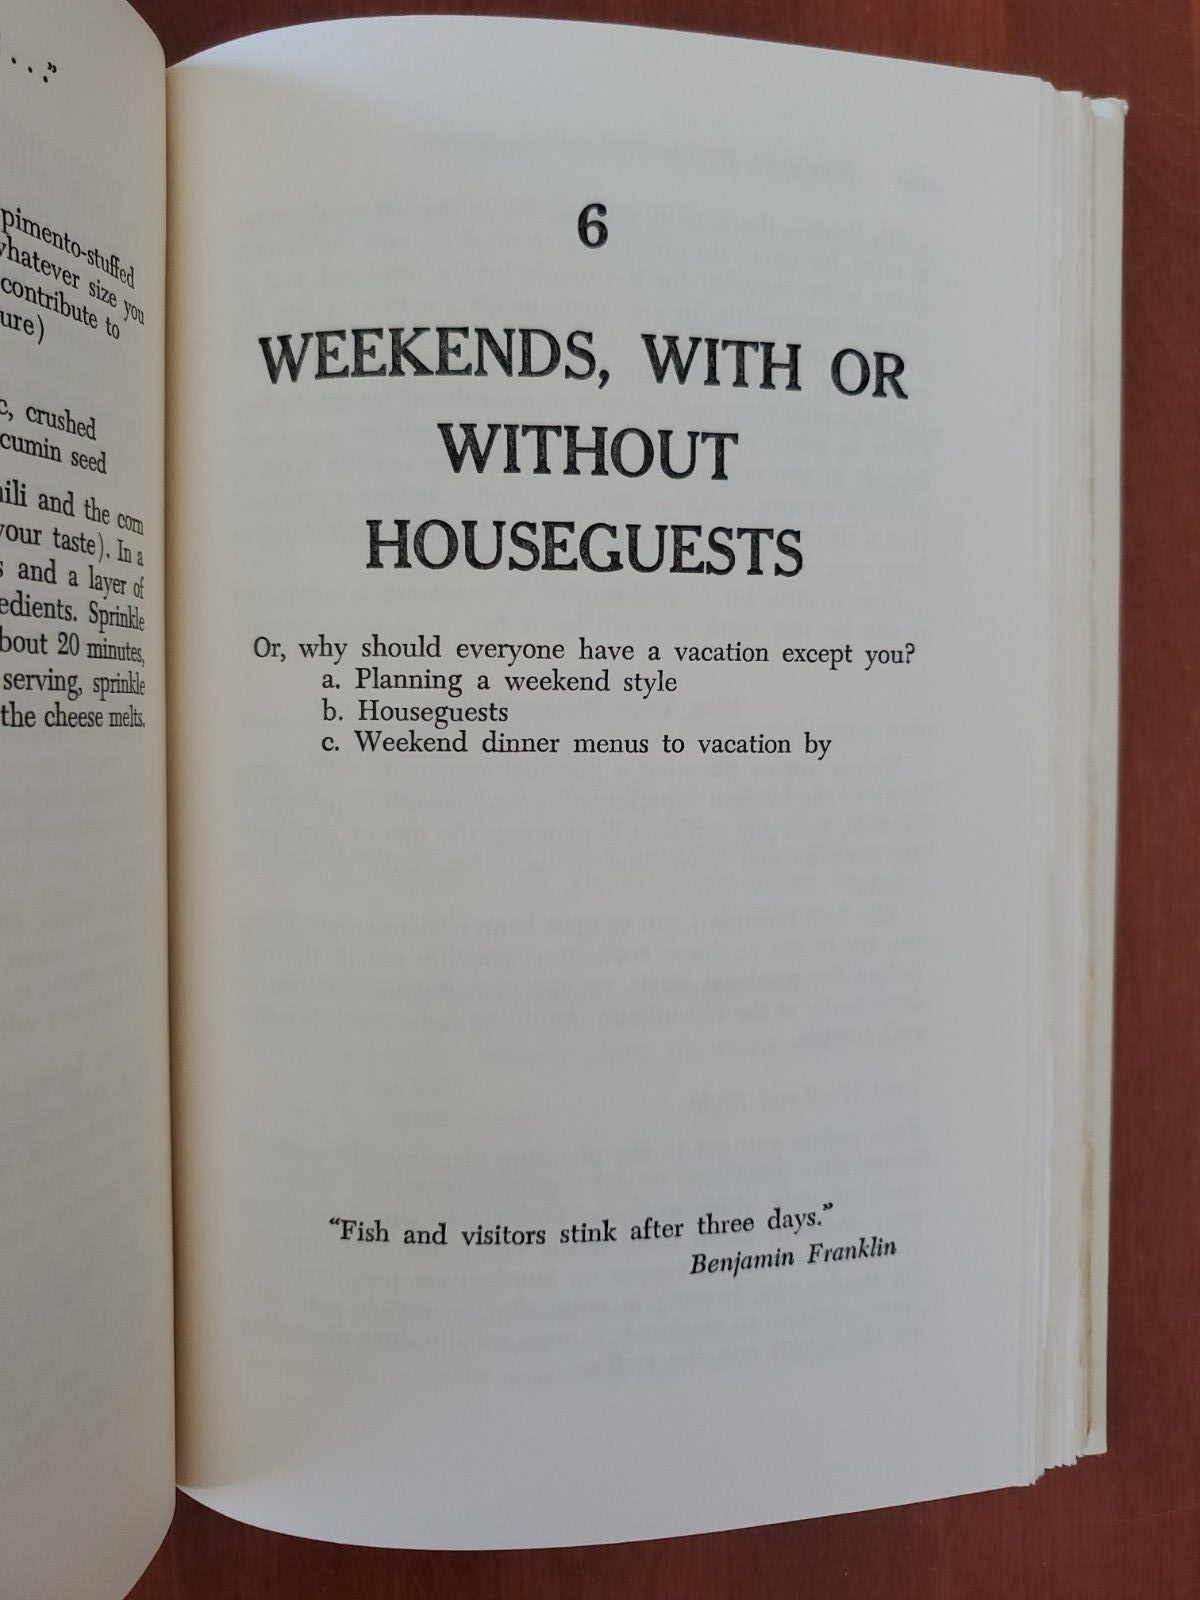 . . ."
pimento-stuffed
whatever size you
contribute to
ure)
c, crushed
cumin seed
ili and the corn
your taste). In a
s and a layer of
edients. Sprinkle
bout 20 minutes,
serving, sprinkle
the cheese melts.
6
WEEKENDS, WITH OR
WITHOUT
HOUSEGUESTS
Or, why should everyone have a vacation except you?
a. Planning a weekend style
b. Houseguests
c. Weekend dinner menus to vacation by
"Fish and visitors stink after three days."
Benjamin Franklin